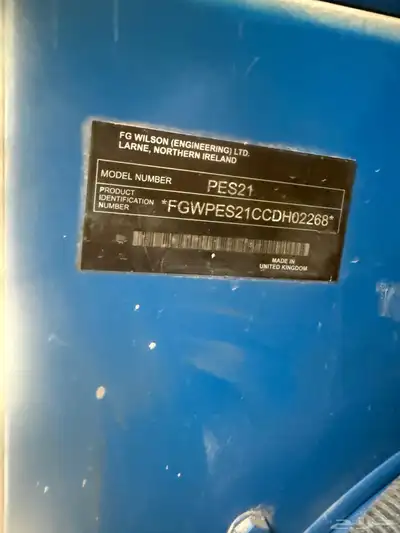 FG WILSON (ENGINEERING) LTD.
LARNE, NORTHERN IRELAND
MODEL NUMBER PES21
PRODUCT
IDENTIFICATION
NUMBER
*FGWPES21CCDH02268*
MADE IN
UNITED KINGDOM